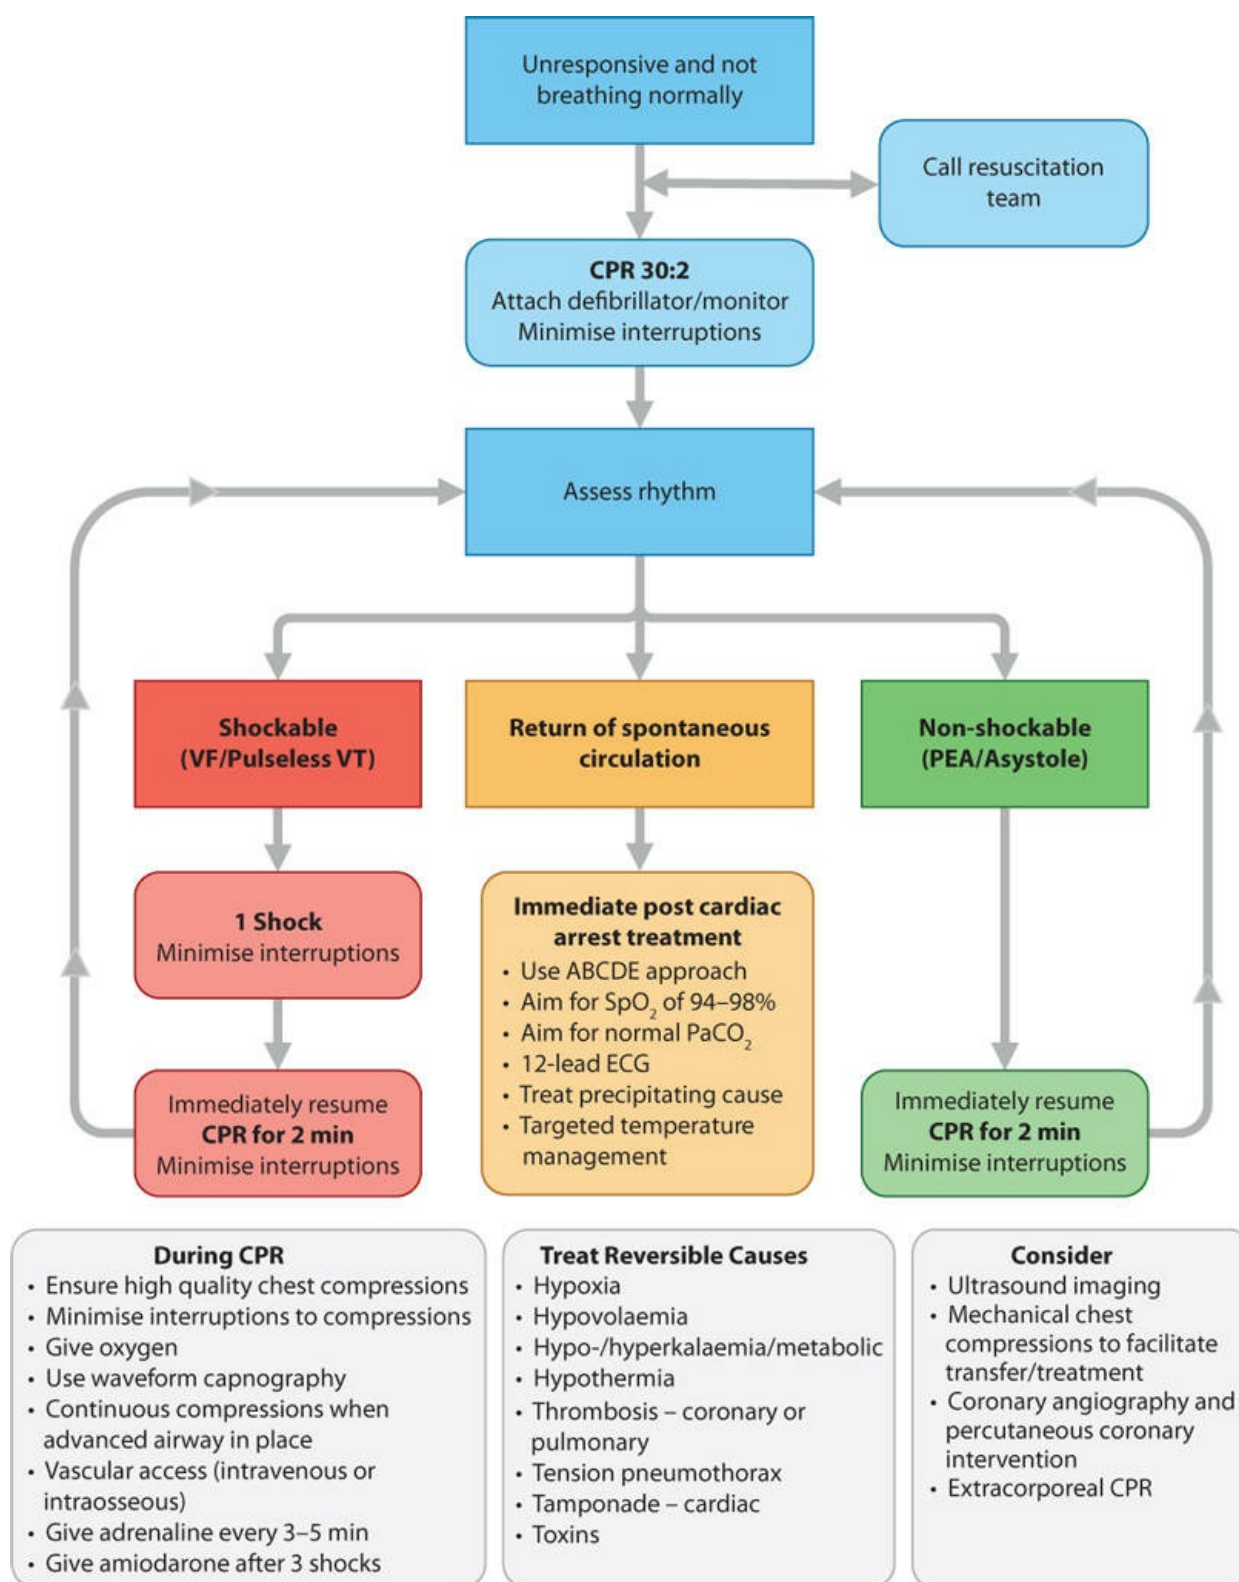 Unresponsive and not
breathing normally
Call resuscitation
team
CPR 30:2
Attach defibrillator/monitor
Minimise interruptions
Assess rhythm
Shockable
(VF/Pulseless VT)
Return of spontaneous
circulation
Non-shockable
(PEA/Asystole)
1 Shock
Minimise interruptions
Immediately resume
CPR for 2 min
Minimise interruptions
Immediate post cardiac
arrest treatment
• Use ABCDE approach
• Aim for SpO₂ of 94–98%
• Aim for normal PaCO₂
• 12-lead ECG
• Treat precipitating cause
• Targeted temperature
management
Immediately resume
CPR for 2 min
Minimise interruptions
During CPR
• Ensure high quality chest compressions
• Minimise interruptions to compressions
• Give oxygen
• Use waveform capnography
• Continuous compressions when
advanced airway in place
• Vascular access (intravenous or
intraosseous)
• Give adrenaline every 3–5 min
• Give amiodarone after 3 shocks
Treat Reversible Causes
• Hypoxia
• Hypovolaemia
• Hypo-/hyperkalaemia/metabolic
• Hypothermia
• Thrombosis – coronary or
pulmonary
• Tension pneumothorax
• Tamponade – cardiac
• Toxins
Consider
• Ultrasound imaging
• Mechanical chest
compressions to facilitate
transfer/treatment
• Coronary angiography and
percutaneous coronary
intervention
• Extracorporeal CPR